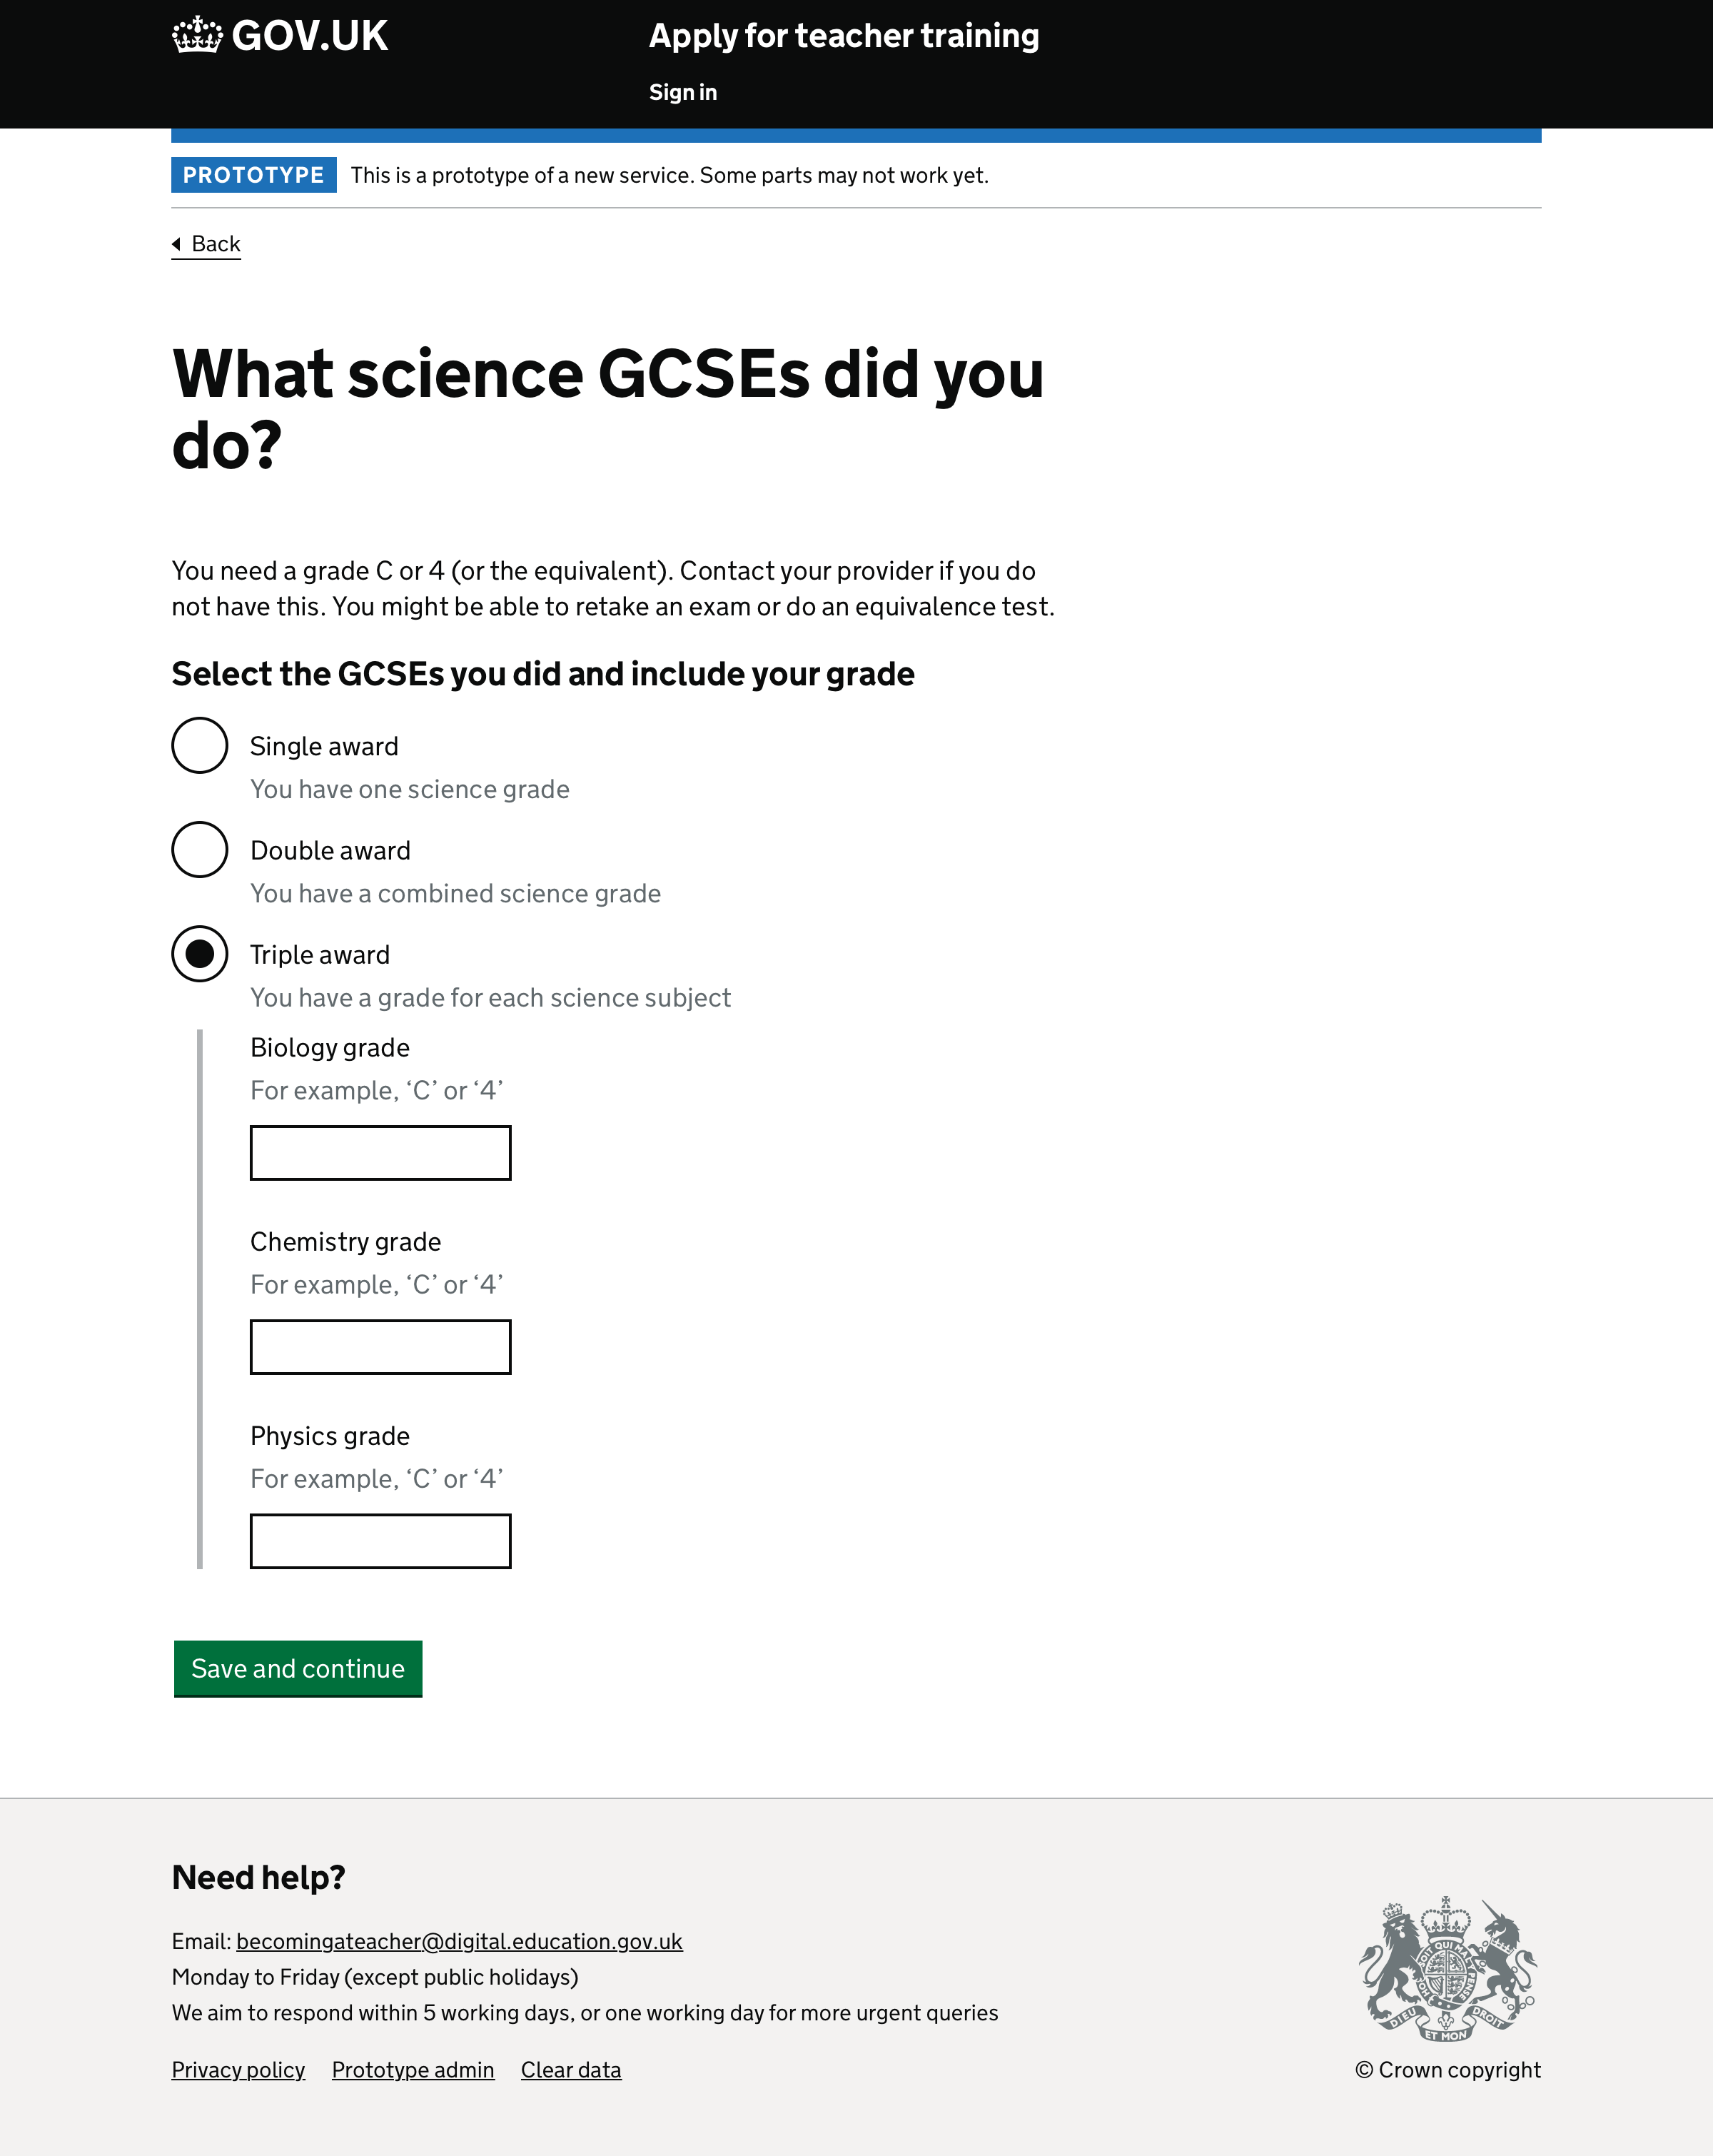 GOV.UK
Apply for teacher training
Sign in
PROTOTYPE This is a prototype of a new service. Some parts may not work yet.
Back
What science GCSEs did you
do?
You need a grade C or 4 (or the equivalent). Contact your provider if you do
not have this. You might be able to retake an exam or do an equivalence test.
Select the GCSEs you did and include your grade
Single award
You have one science grade
Double award
You have a combined science grade
Triple award
You have a grade for each science subject
Biology grade
For example, ‘C’ or ‘4’
Chemistry grade
For example, ‘C’ or ‘4’
Physics grade
For example, ‘C’ or ‘4’
Save and continue
Need help?
Email: becomingateacher@digital.education.gov.uk
Monday to Friday (except public holidays)
We aim to respond within 5 working days, or one working day for more urgent queries
Privacy policy Prototype admin Clear data
DIEU ET MON DROIT
© Crown copyright